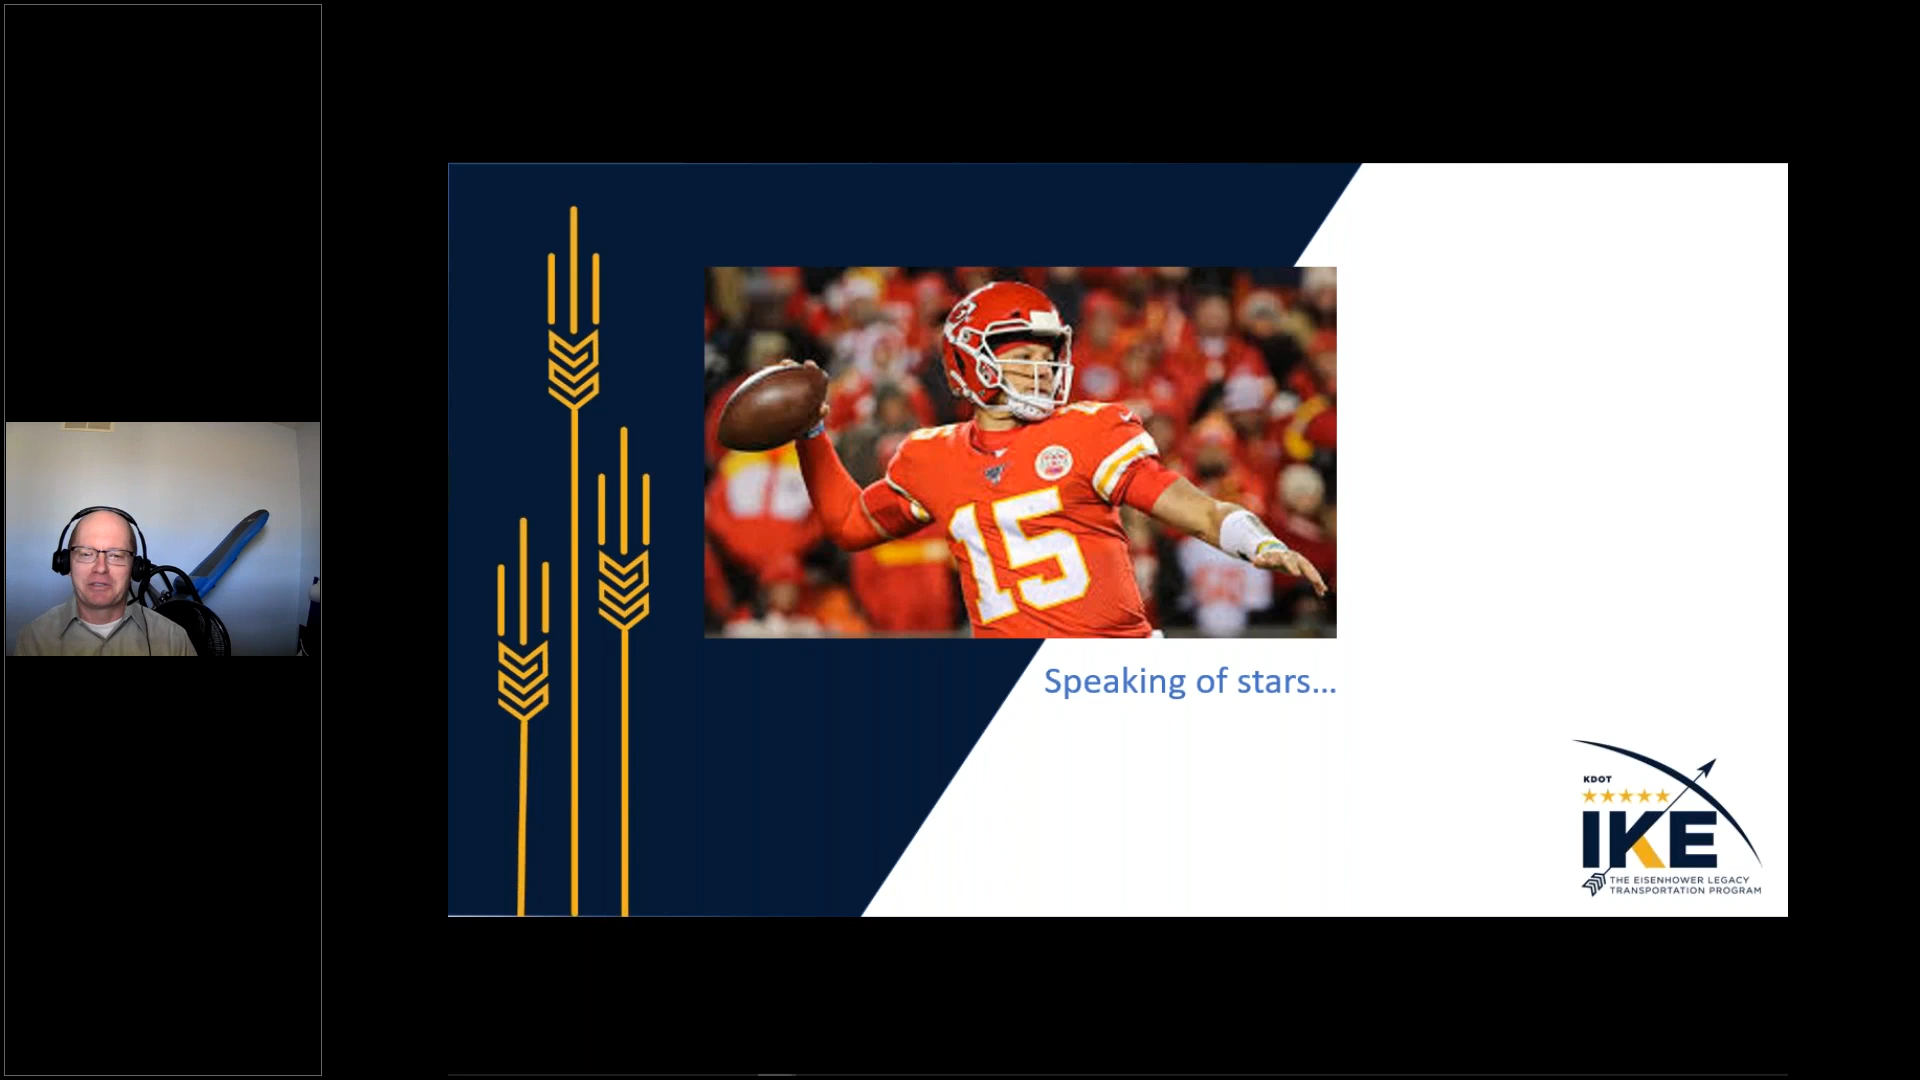 15
Speaking of stars...
KDOT
IKE
THE EISENHOWER LEGACY
TRANSPORTATION PROGRAM